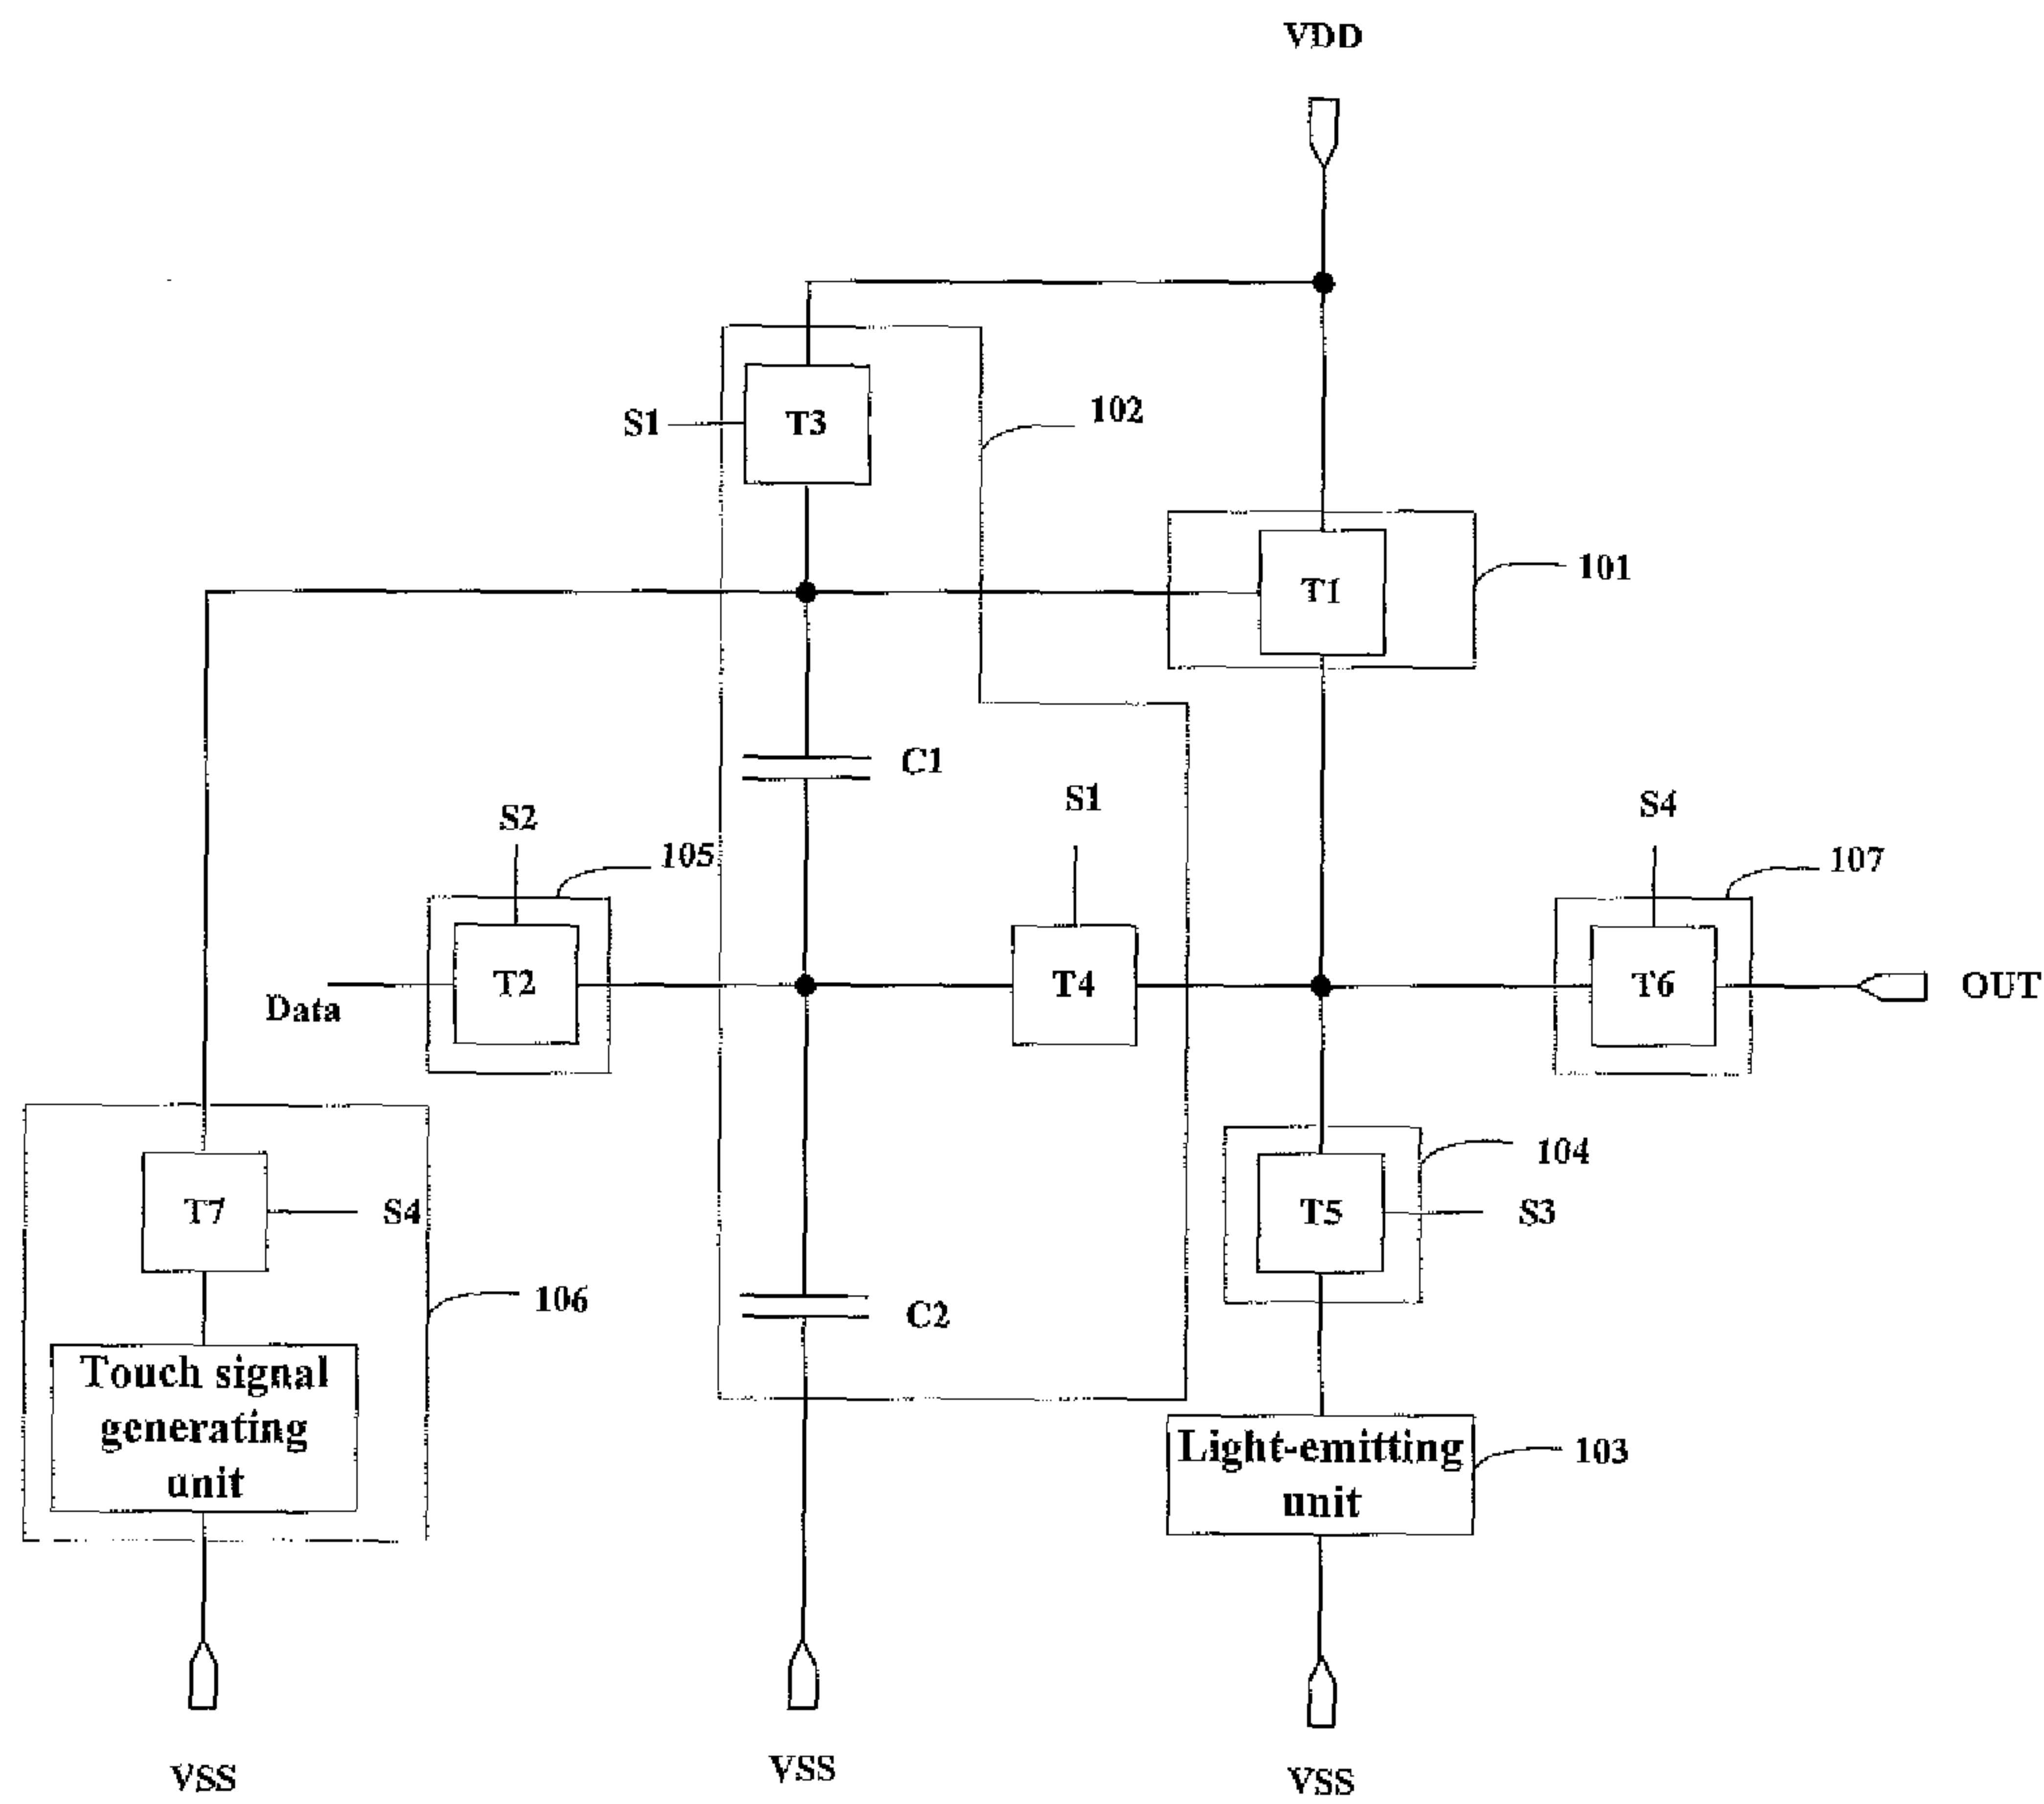 VDD
S1
T3
102
T1
101
C1
S2
S1
S4
105
107
Data
T2
T4
T6
OUT
104
T7
S4
T5
S3
106
C2
Touch signal
generating
unit
Light-emitting
unit
103
VSS
VSS
VSS